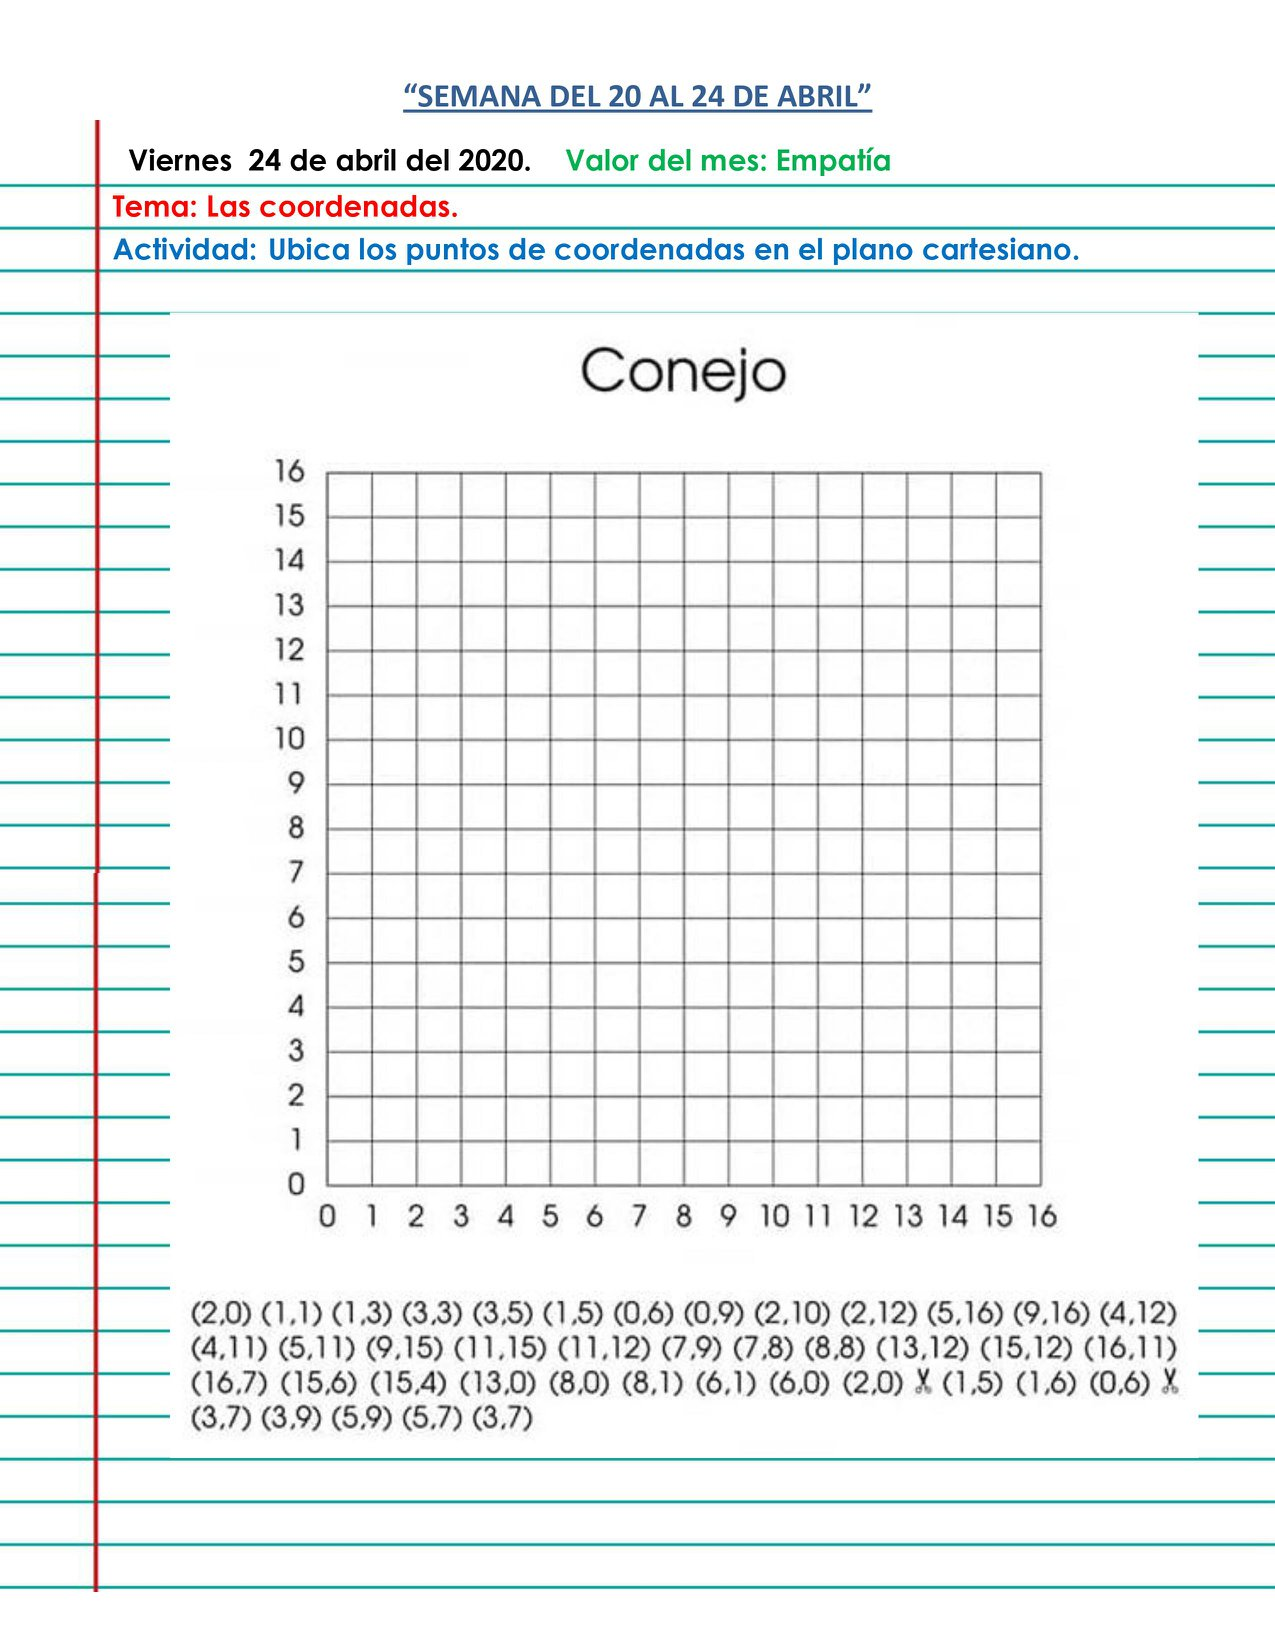 “SEMANA DEL 20 AL 24 DE ABRIL”
Viernes 24 de abril del 2020. Valor del mes: Empatía
Tema: Las coordenadas.
Actividad: Ubica los puntos de coordenadas en el plano cartesiano.
Conejo
16
15
14
13
12
11
10
9
8
7
6
5
4
3
2
1
0
0 1 2 3 4 5 6 7 8 9 10 11 12 13 14 15 16
(2,0) (1,1) (1,3) (3,3) (3,5) (1,5) (0,6) (0,9) (2,10) (2,12) (5,16) (9,16) (4,12)
(4,11) (5,11) (9,15) (11,15) (11,12) (7,9) (7,8) (8,8) (13,12) (15,12) (16,11)
(16,7) (15,6) (15,4) (13,0) (8,0) (8,1) (6,1) (6,0) (2,0) ✂ (1,5) (1,6) (0,6) ✂
(3,7) (3,9) (5,9) (5,7) (3,7)